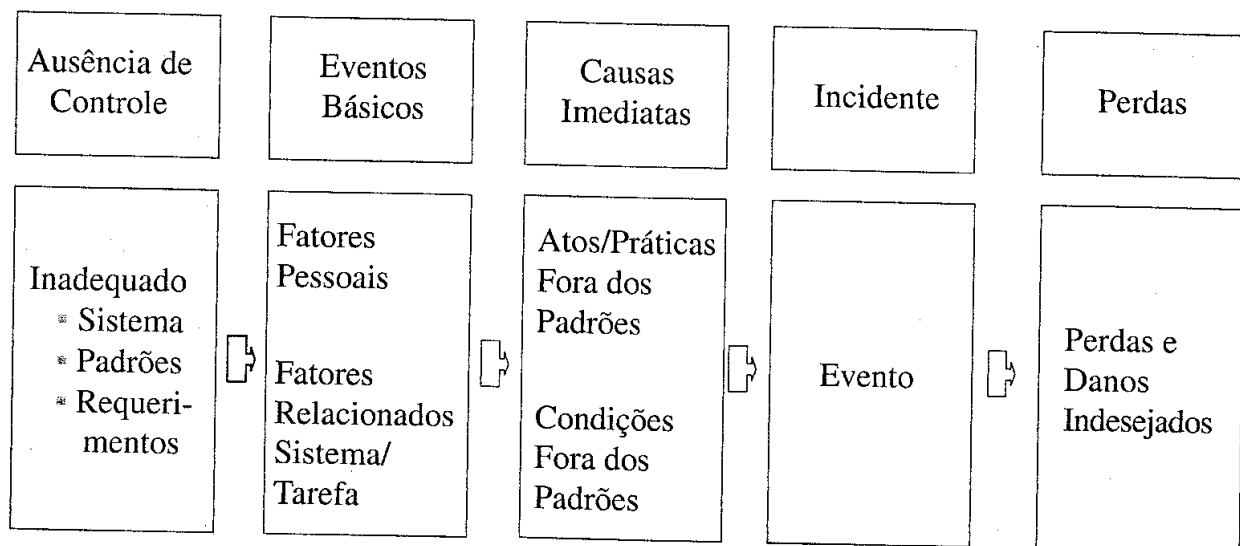 Ausência de
Controle
Eventos
Básicos
Causas
Imediatas
Incidente
Perdas
Inadequado
Sistema
Padrões
Requeri-
mentos
Fatores
Pessoais
Fatores
Relacionados
Sistema/
Tarefa
Atos/Práticas
Fora dos
Padrões
Condições
Fora dos
Padrões
Evento
Perdas e
Danos
Indesejados